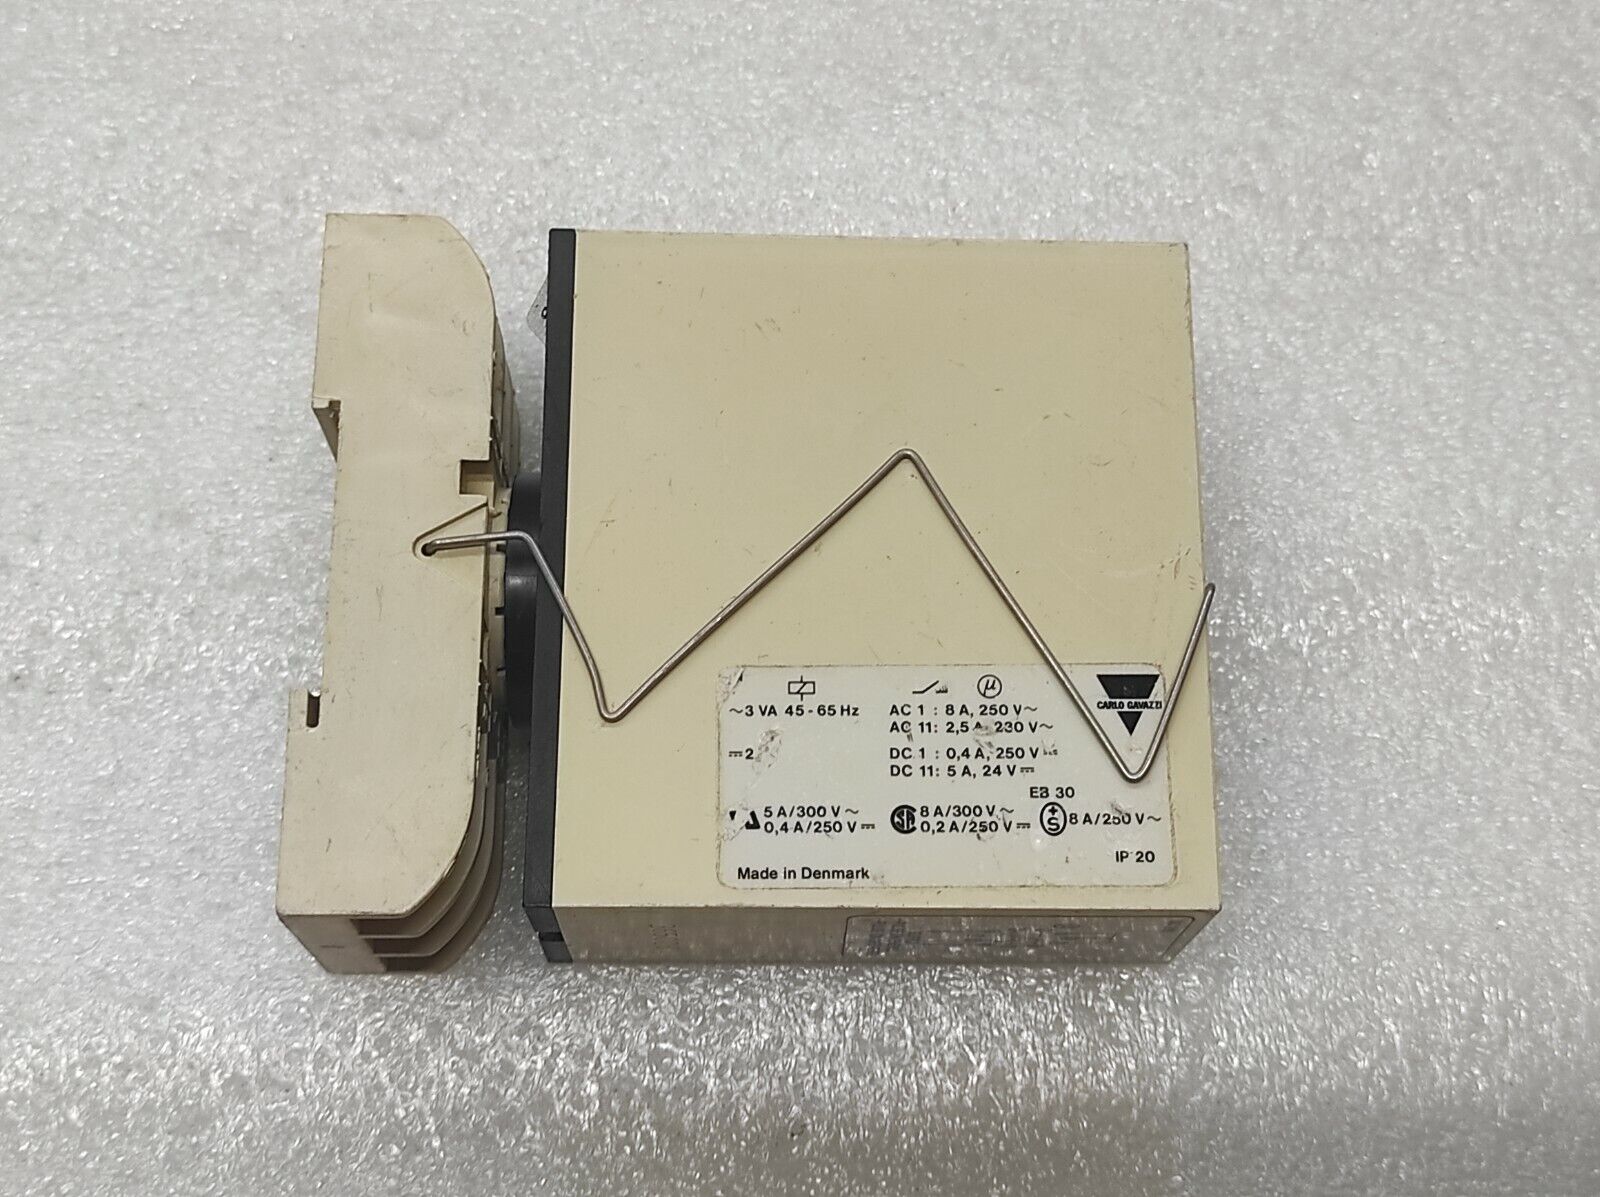 ~3 VA 45-65 Hz
AC 1 : 8 A, 250 V~
AC 11: 2,5 A, 230 V~
CARLO GAVAZZI
⎓2
DC 1 : 0,4 A, 250 V⎓
DC 11: 5 A, 24 V⎓
EB 30
5 A/300 V~
0,4 A/250 V⎓
8 A/300 V~
0,2 A/250 V⎓
+S 8 A/250 V~
IP 20
Made in Denmark